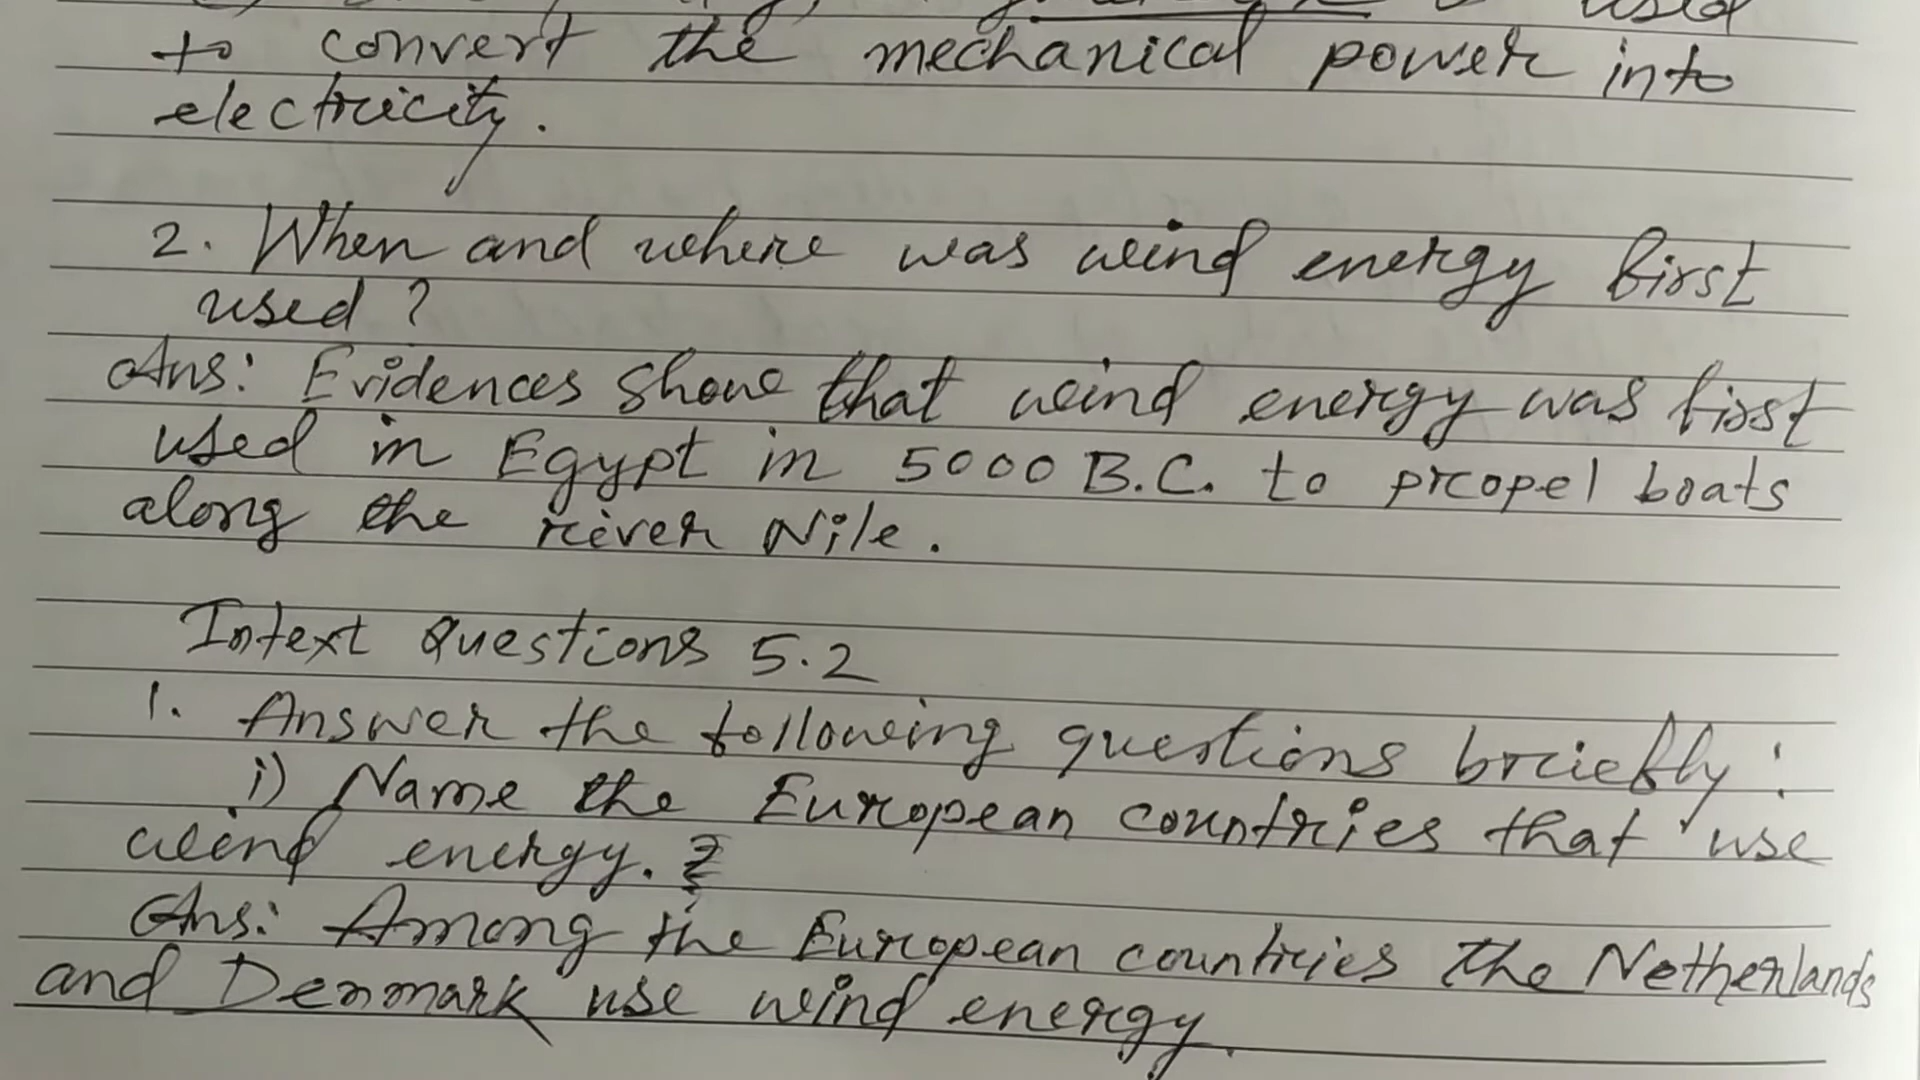 used
to convert the mechanical power into
electricity.
2. When and where was wind energy first
used?
Ans: Evidences show that wind energy was first
used in Egypt in 5000 B.C. to propel boats
along the river Nile.
Intext Questions 5.2
1. Answer the following questions briefly:
i) Name the European countries that use
wind energy.
Ans: Among the European countries the Netherlands
and Denmark use wind energy.